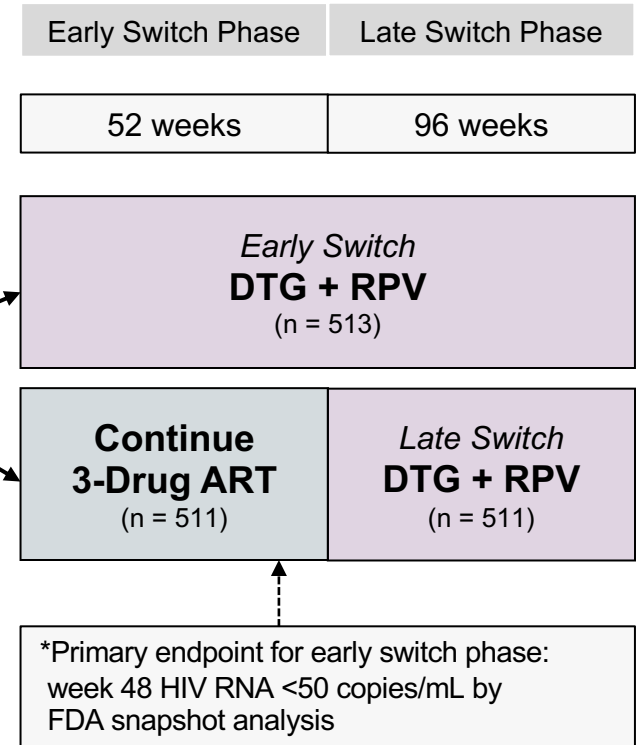 Early Switch Phase
Late Switch Phase
52 weeks
96 weeks
Early Switch
DTG + RPV
(n = 513)
Continue
3-Drug ART
(n = 511)
Late Switch
DTG + RPV
(n = 511)
*Primary endpoint for early switch phase:
week 48 HIV RNA <50 copies/mL by
FDA snapshot analysis